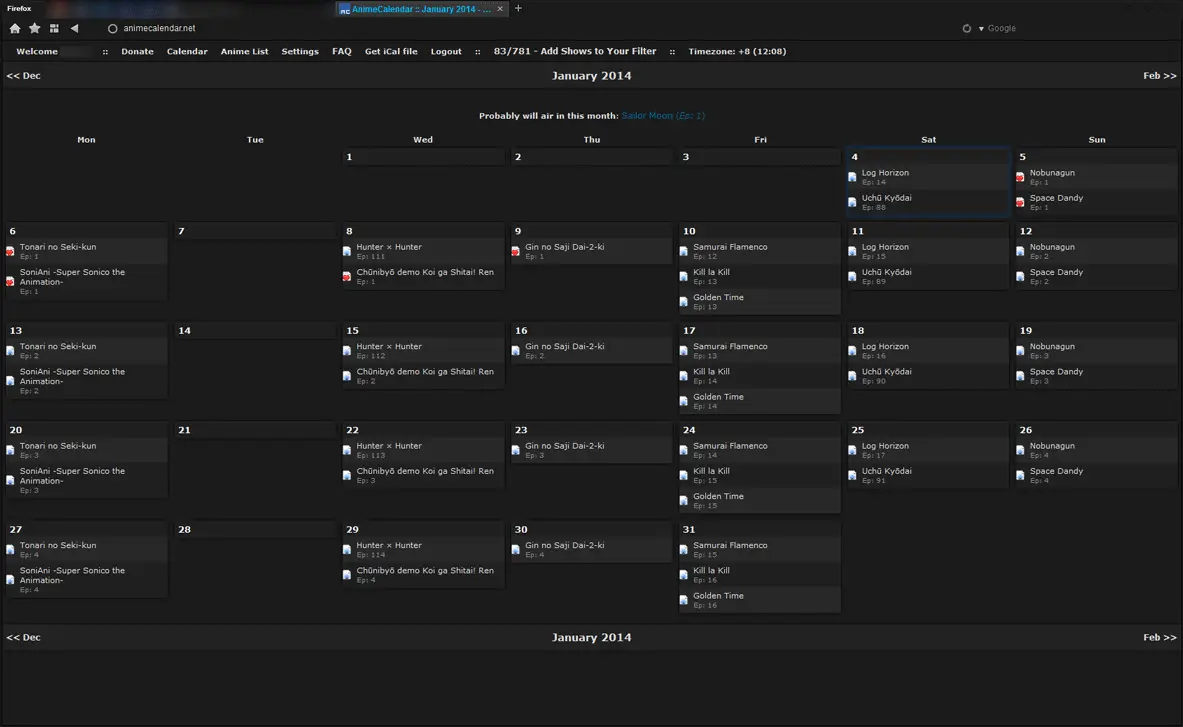 Firefox
AnimeCalendar :: January 2014 - ... × +
animecalendar.net
Google
Welcome :: Donate Calendar Anime List Settings FAQ Get iCal file Logout :: 83/781 - Add Shows to Your Filter :: Timezone: +8 (12:08)
<< Dec January 2014 Feb >>
Probably will air in this month: Sailor Moon (Ep: 1)
Mon Tue Wed Thu Fri Sat Sun
1
2
3
4
Log Horizon
Ep: 14
Uchū Kyōdai
Ep: 88
5
Nobunagun
Ep: 1
Space Dandy
Ep: 1
6
Tonari no Seki-kun
Ep: 1
SoniAni -Super Sonico the
Animation-
Ep: 1
7
8
Hunter × Hunter
Ep: 111
Chūnibyō demo Koi ga Shitai! Ren
Ep: 1
9
Gin no Saji Dai-2-ki
Ep: 1
10
Samurai Flamenco
Ep: 12
Kill la Kill
Ep: 13
Golden Time
Ep: 13
11
Log Horizon
Ep: 15
Uchū Kyōdai
Ep: 89
12
Nobunagun
Ep: 2
Space Dandy
Ep: 2
13
Tonari no Seki-kun
Ep: 2
SoniAni -Super Sonico the
Animation-
Ep: 2
14
15
Hunter × Hunter
Ep: 112
Chūnibyō demo Koi ga Shitai! Ren
Ep: 2
16
Gin no Saji Dai-2-ki
Ep: 2
17
Samurai Flamenco
Ep: 13
Kill la Kill
Ep: 14
Golden Time
Ep: 14
18
Log Horizon
Ep: 16
Uchū Kyōdai
Ep: 90
19
Nobunagun
Ep: 3
Space Dandy
Ep: 3
20
Tonari no Seki-kun
Ep: 3
SoniAni -Super Sonico the
Animation-
Ep: 3
21
22
Hunter × Hunter
Ep: 113
Chūnibyō demo Koi ga Shitai! Ren
Ep: 3
23
Gin no Saji Dai-2-ki
Ep: 3
24
Samurai Flamenco
Ep: 14
Kill la Kill
Ep: 15
Golden Time
Ep: 15
25
Log Horizon
Ep: 17
Uchū Kyōdai
Ep: 91
26
Nobunagun
Ep: 4
Space Dandy
Ep: 4
27
Tonari no Seki-kun
Ep: 4
SoniAni -Super Sonico the
Animation-
Ep: 4
28
29
Hunter × Hunter
Ep: 114
Chūnibyō demo Koi ga Shitai! Ren
Ep: 4
30
Gin no Saji Dai-2-ki
Ep: 4
31
Samurai Flamenco
Ep: 15
Kill la Kill
Ep: 16
Golden Time
Ep: 16
<< Dec January 2014 Feb >>